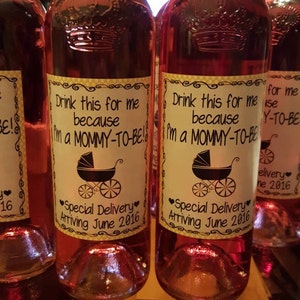 Drink this for me
because
I'm a MOMMY-TO-BE!
♥Special Delivery♥
Arriving June 2016
Drink this for me
because
I'm a MOMMY-TO-BE!
♥Special Delivery♥
Arriving June 2016